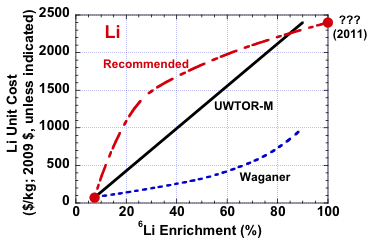 2500
2000
1500
1000
500
0
Li Unit Cost
($/kg; 2009 $, unless indicated)
Li
Recommended
UWTOR-M
Waganer
???
(2011)
0 20 40 60 80 100
6Li Enrichment (%)